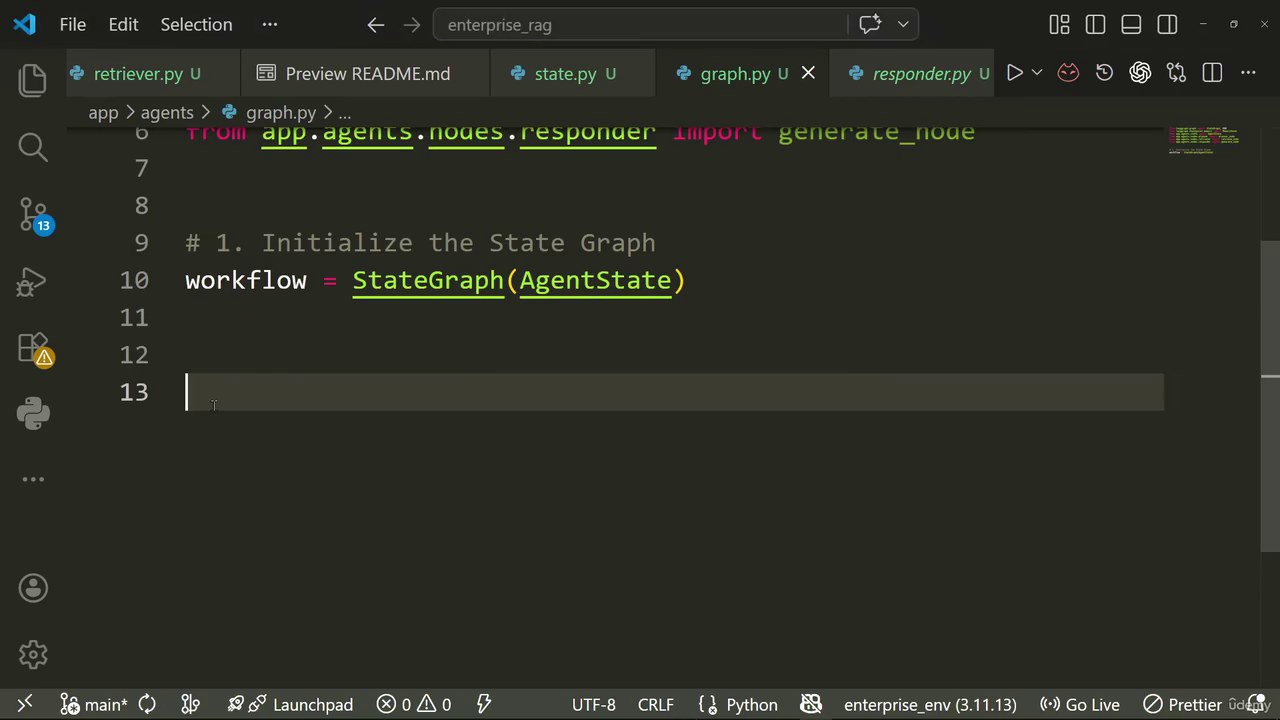 File Edit Selection ··· enterprise_rag
retriever.py U Preview README.md state.py U graph.py U responder.py U
app > agents > graph.py > ...
6 from app.agents.nodes.responder import generate_node
7
8
9 # 1. Initialize the State Graph
10 workflow = StateGraph(AgentState)
11
12
13
13
main* Launchpad 0 0 UTF-8 CRLF {} Python enterprise_env (3.11.13) Go Live Prettier
ûdemy